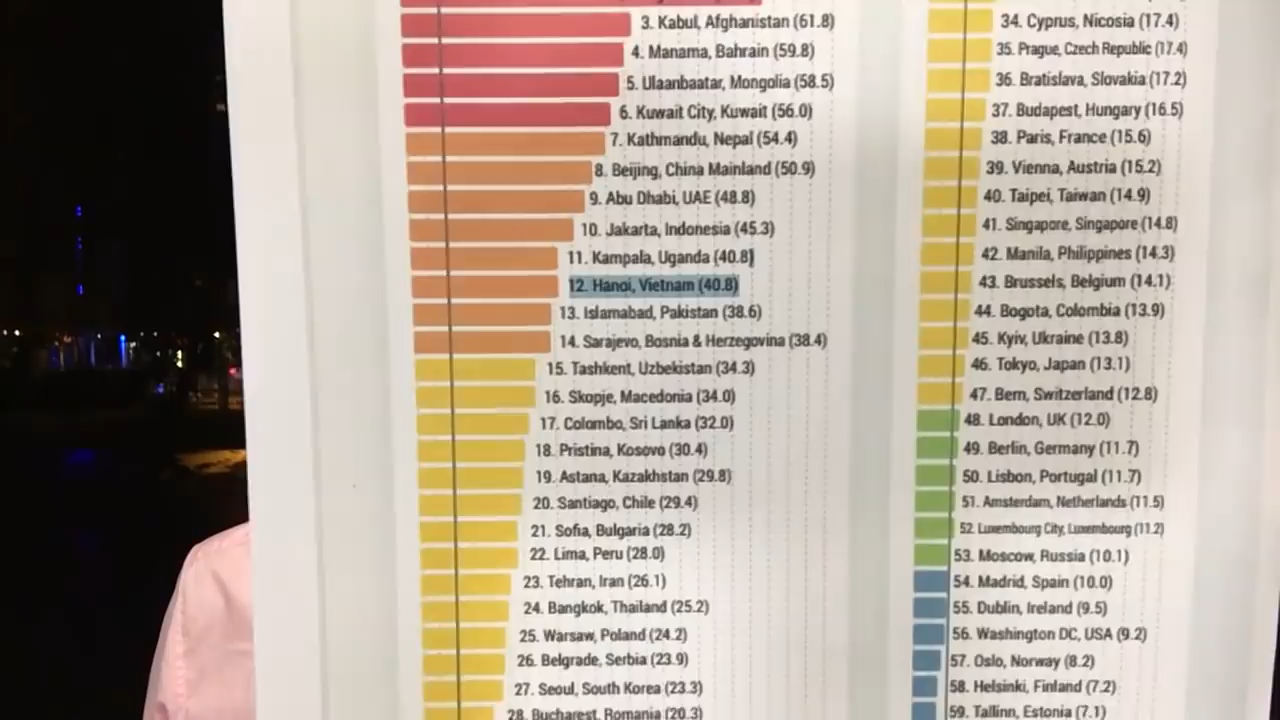 3. Kabul, Afghanistan (61.8)
4. Manama, Bahrain (59.8)
5. Ulaanbaatar, Mongolia (58.5)
6. Kuwait City, Kuwait (56.0)
7. Kathmandu, Nepal (54.4)
8. Beijing, China Mainland (50.9)
9. Abu Dhabi, UAE (48.8)
10. Jakarta, Indonesia (45.3)
11. Kampala, Uganda (40.8)
12. Hanoi, Vietnam (40.8)
13. Islamabad, Pakistan (38.6)
14. Sarajevo, Bosnia & Herzegovina (38.4)
15. Tashkent, Uzbekistan (34.3)
16. Skopje, Macedonia (34.0)
17. Colombo, Sri Lanka (32.0)
18. Pristina, Kosovo (30.4)
19. Astana, Kazakhstan (29.8)
20. Santiago, Chile (29.4)
21. Sofia, Bulgaria (28.2)
22. Lima, Peru (28.0)
23. Tehran, Iran (26.1)
24. Bangkok, Thailand (25.2)
25. Warsaw, Poland (24.2)
26. Belgrade, Serbia (23.9)
27. Seoul, South Korea (23.3)
28. Bucharest, Romania (20.3)
34. Cyprus, Nicosia (17.4)
35. Prague, Czech Republic (17.4)
36. Bratislava, Slovakia (17.2)
37. Budapest, Hungary (16.5)
38. Paris, France (15.6)
39. Vienna, Austria (15.2)
40. Taipei, Taiwan (14.9)
41. Singapore, Singapore (14.8)
42. Manila, Philippines (14.3)
43. Brussels, Belgium (14.1)
44. Bogota, Colombia (13.9)
45. Kyiv, Ukraine (13.8)
46. Tokyo, Japan (13.1)
47. Bern, Switzerland (12.8)
48. London, UK (12.0)
49. Berlin, Germany (11.7)
50. Lisbon, Portugal (11.7)
51. Amsterdam, Netherlands (11.5)
52. Luxembourg City, Luxembourg (11.2)
53. Moscow, Russia (10.1)
54. Madrid, Spain (10.0)
55. Dublin, Ireland (9.5)
56. Washington DC, USA (9.2)
57. Oslo, Norway (8.2)
58. Helsinki, Finland (7.2)
59. Tallinn, Estonia (7.1)